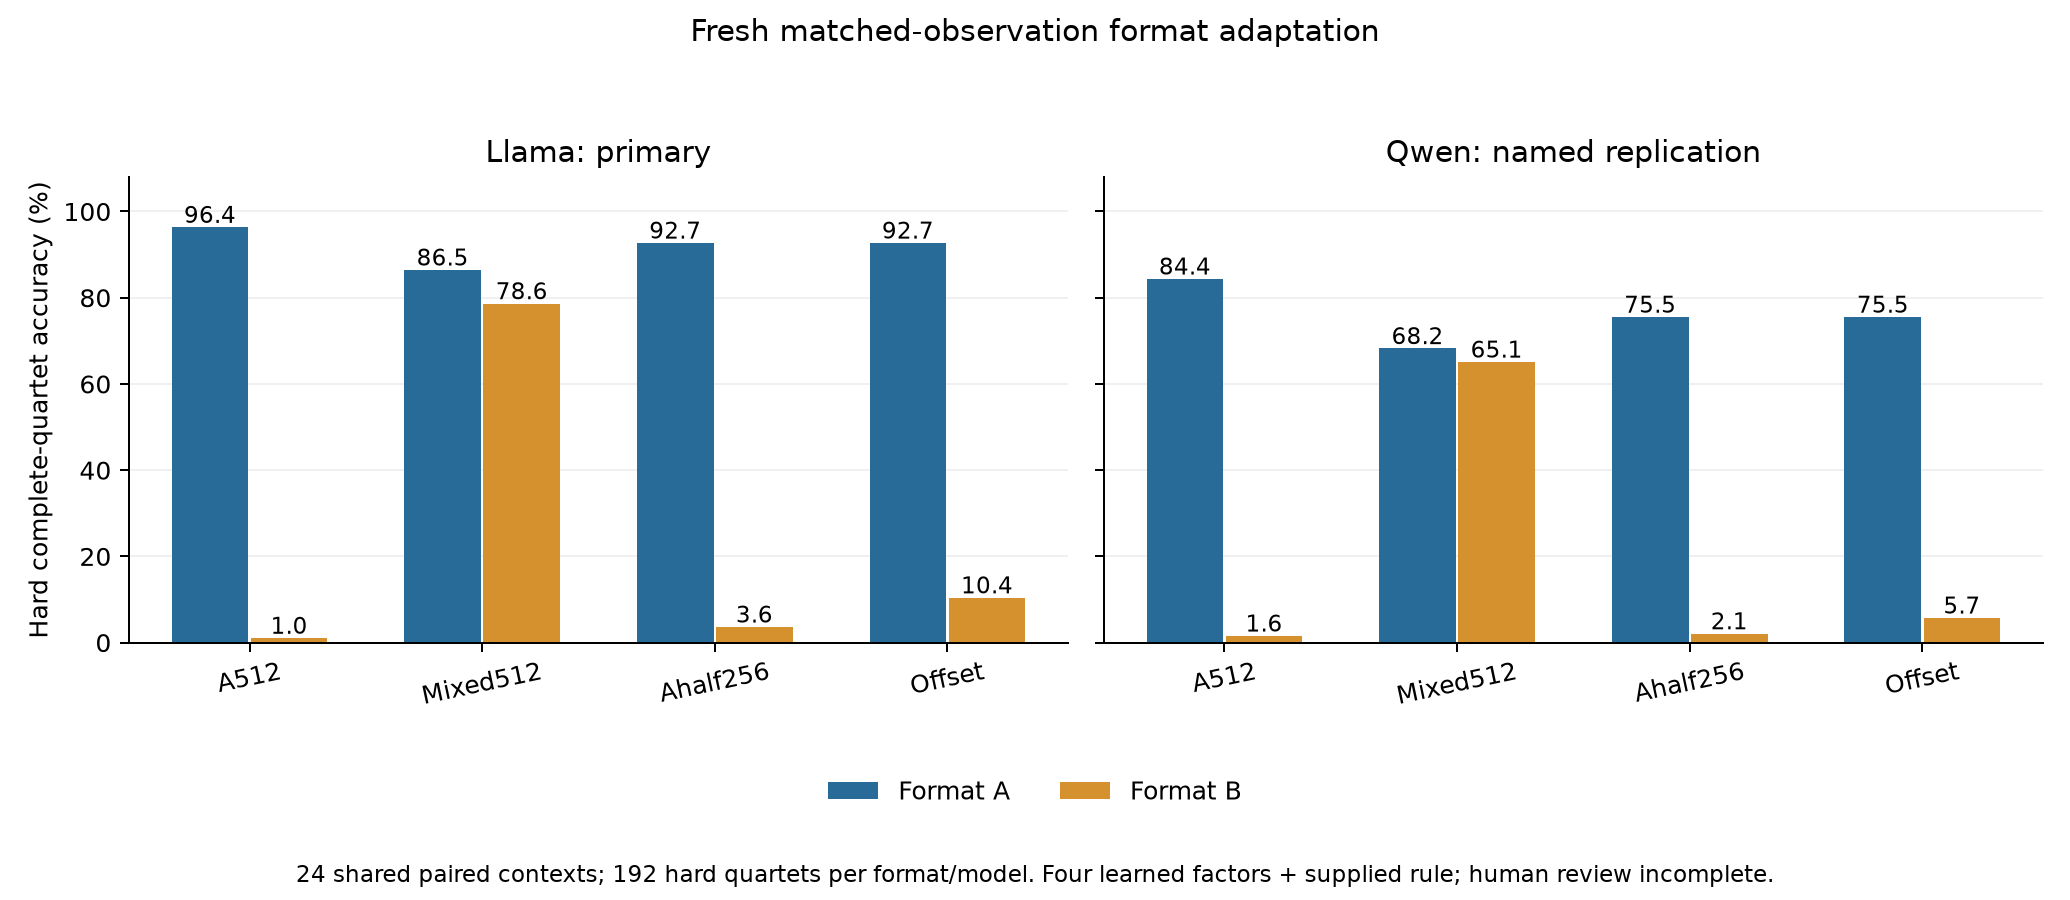 Fresh matched-observation format adaptation
Llama: primary
Hard complete-quartet accuracy (%)
100
80
60
40
20
0
96.4
1.0
86.5
78.6
92.7
3.6
92.7
10.4
A512
Mixed512
Ahalf256
Offset
Qwen: named replication
84.4
1.6
68.2
65.1
75.5
2.1
75.5
5.7
A512
Mixed512
Ahalf256
Offset
Format A
Format B
24 shared paired contexts; 192 hard quartets per format/model. Four learned factors + supplied rule; human review incomplete.